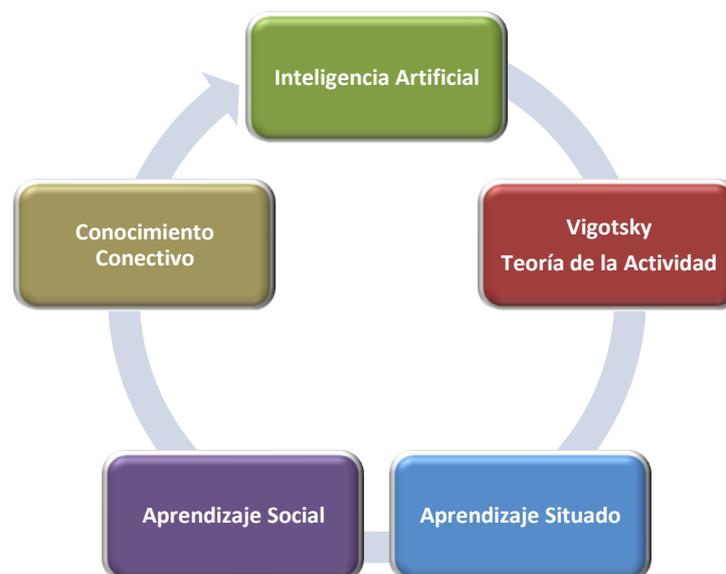 Inteligencia Artificial
Vigotsky
Teoría de la Actividad
Aprendizaje Situado
Aprendizaje Social
Conocimiento
Conectivo